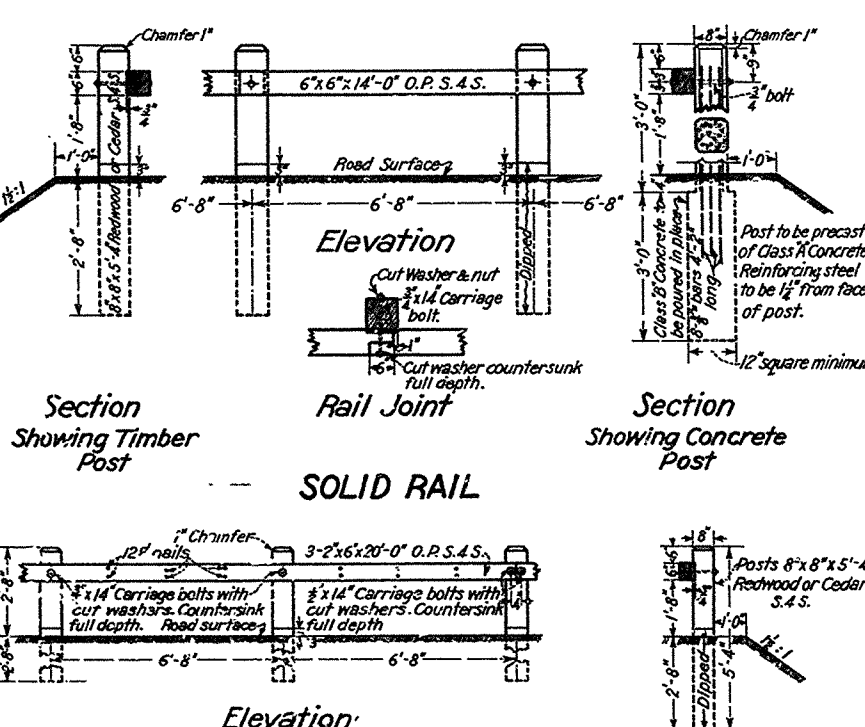 Chamfer 1"
6"
6"
1'-8"
1'-0"
1½:1
2'-8"
8"x8"x5'-4" Redwood or Cedar S.4.S.
6"x6"x14'-0" O.P. S.4.S.
Road Surface
6'-8"
6'-8"
6'-8"
Dipped
Elevation
8"
Chamfer 1"
¾" bolt
3'-0"
1'-8"
1'-0"
3'-0"
Class "B" Concrete to
be poured in place
long
Post to be precast
of Class "A" Concrete
Reinforcing steel
to be 1½" from face
of post.
12" square minimum
Cut Washer & nut
¾"x14" Carriage
bolt.
1"
6"
Cut washer countersunk
full depth.
Section
Showing Timber
Post
Rail Joint
Section
Showing Concrete
Post
SOLID RAIL
1" Chamfer
nails
3-2"x6"x20'-0" O.P.S.4.S.
2'-8"
x14" Carriage bolts with
cut washers. Countersink
full depth. Road surface
½"x14" Carriage bolts with
cut washers. Countersink
full depth
6'-8"
6'-8"
Elevation
8"
Posts 8"x8"x5'-4
Redwood or Cedar
S.4S.
1'-8"
1'-0"
1½:1
2'-8"
Dipped
5'-4"